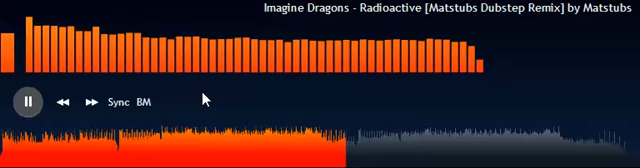 Imagine Dragons - Radioactive [Matstubs Dubstep Remix] by Matstubs
Sync BM